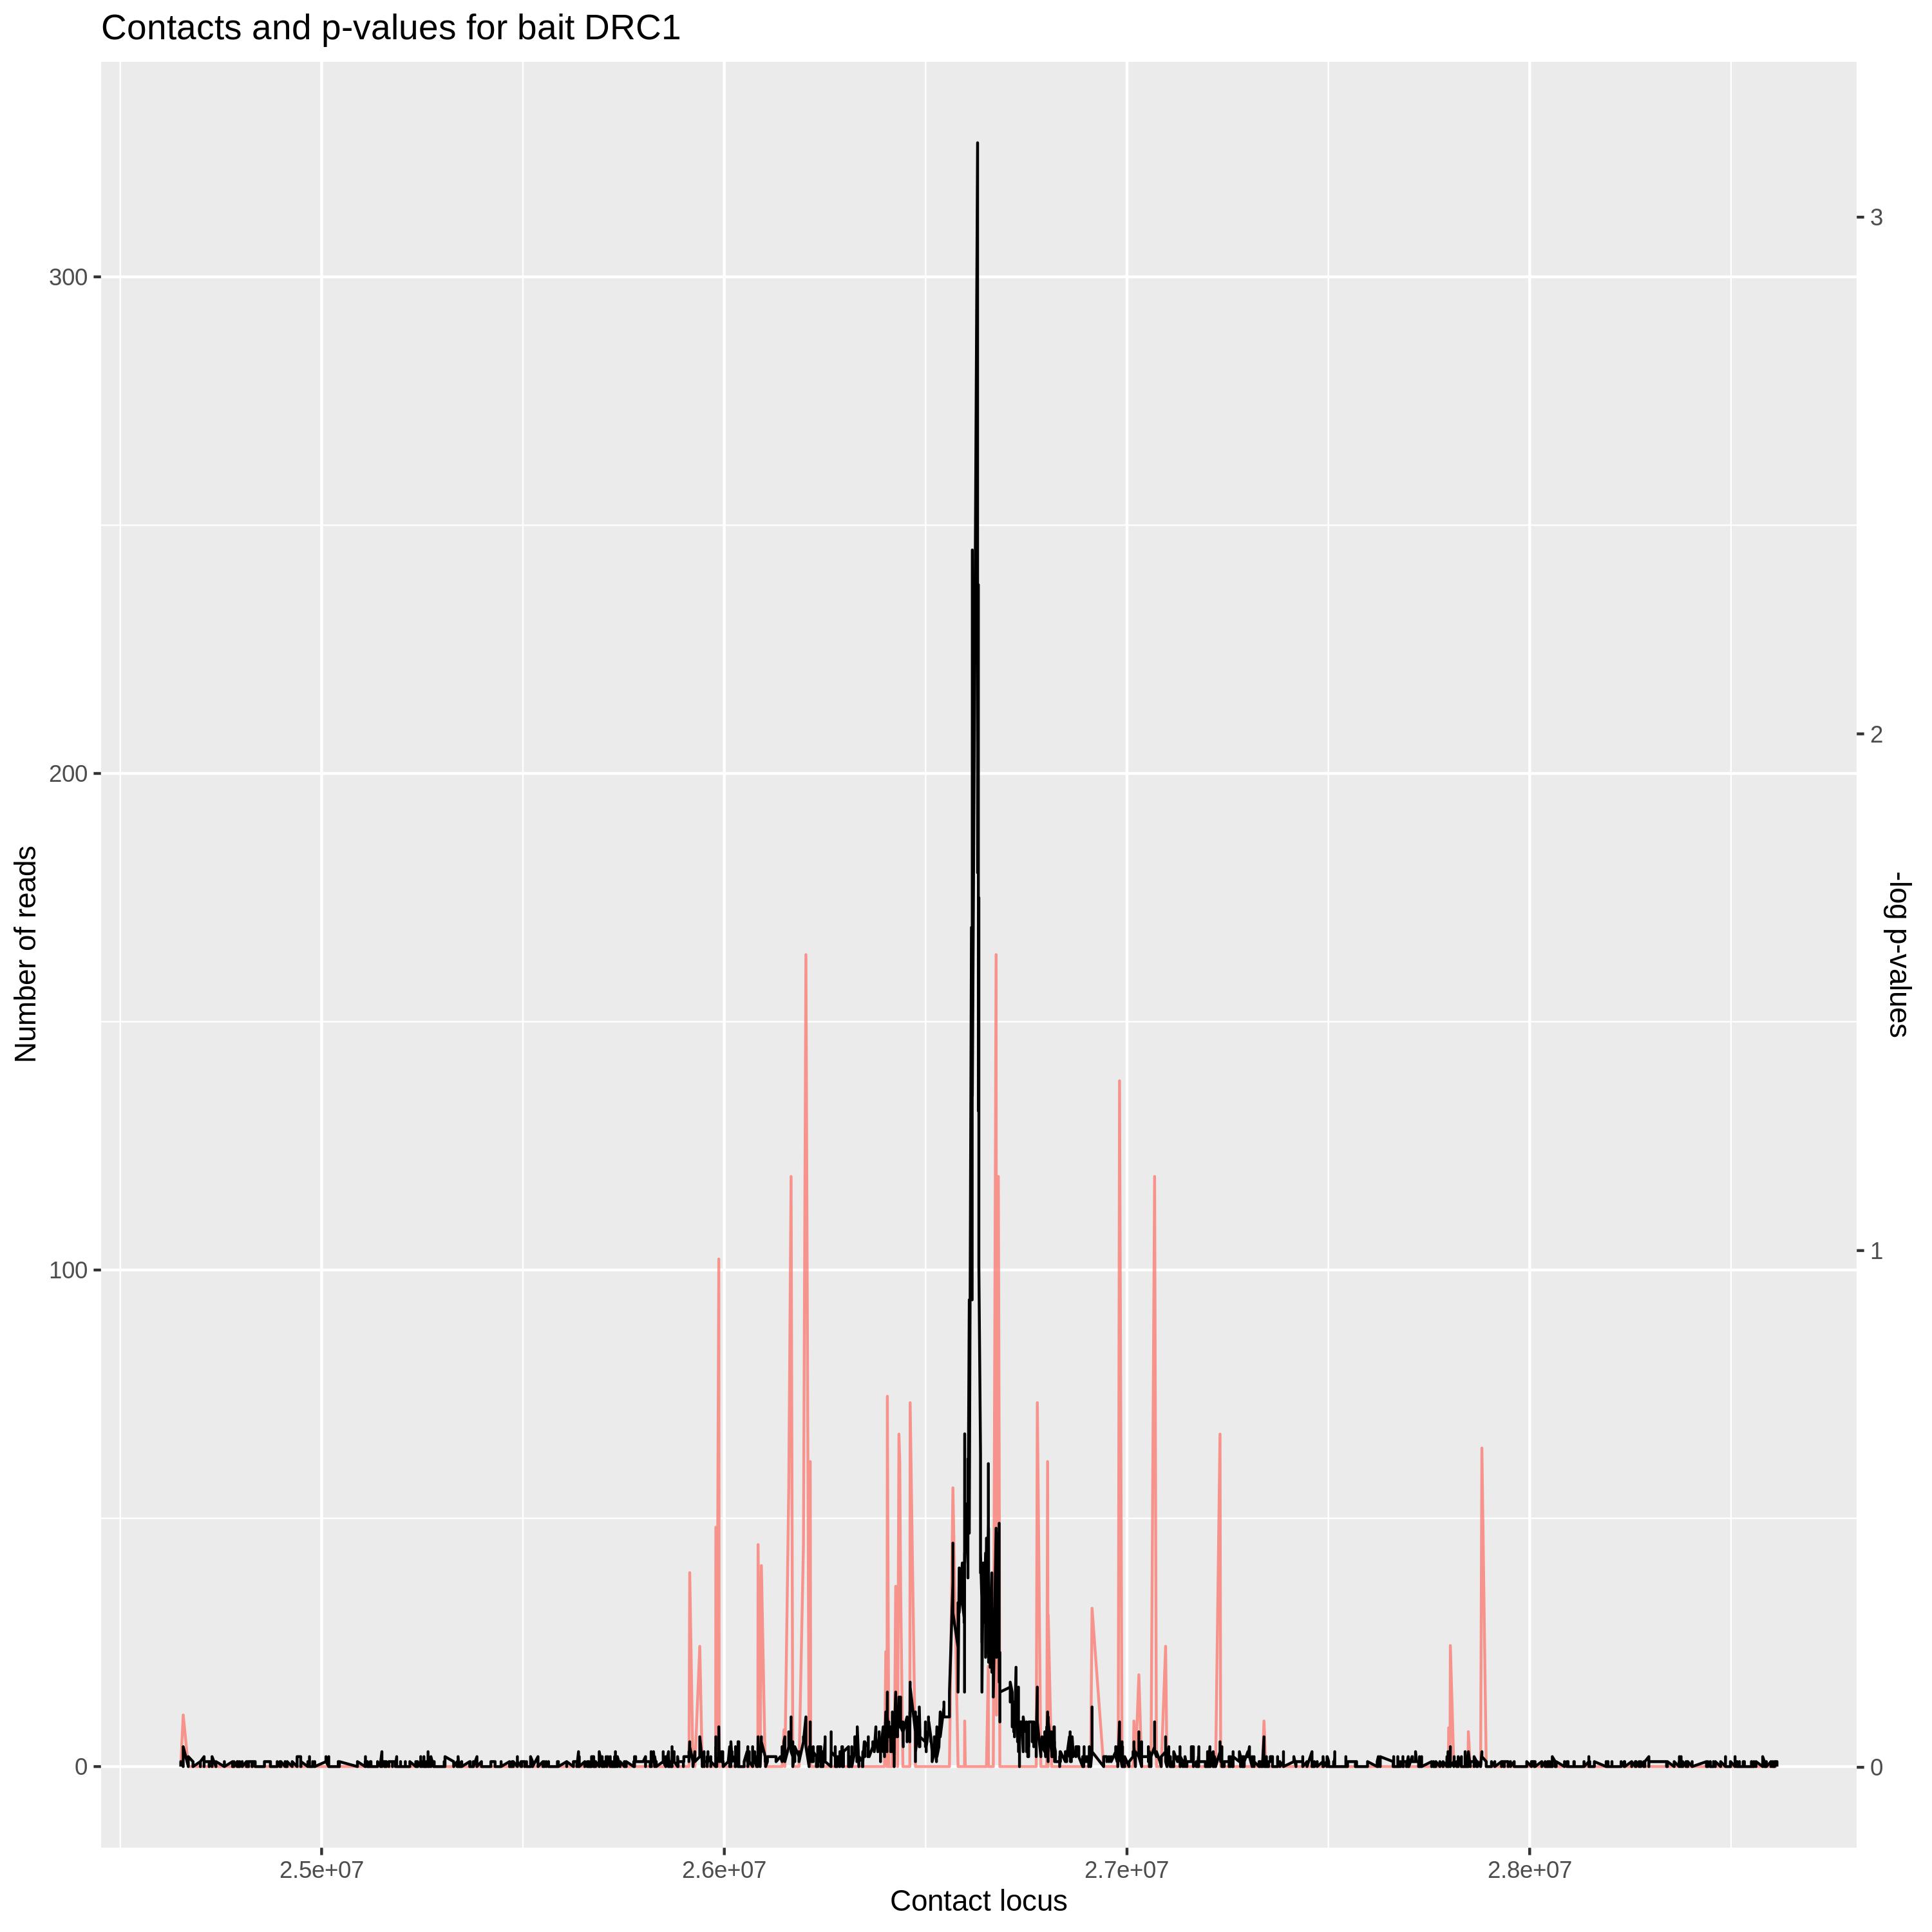 Contacts and p-values for bait DRC1
Number of reads
300
200
100
0
3
2
1
0
-log p-values
2.5e+07
2.6e+07
2.7e+07
2.8e+07
Contact locus